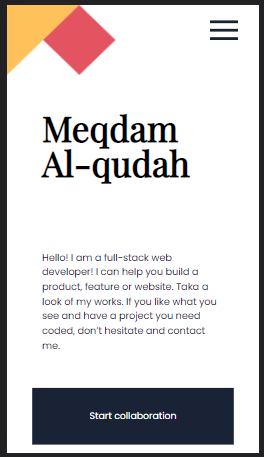 Meqdam
Al-qudah
Hello! I am a full-stack web
developer! I can help you build a
product, feature or website. Taka a
look of my works. If you like what you
see and have a project you need
coded, don't hesitate and contact
me.
Start collaboration